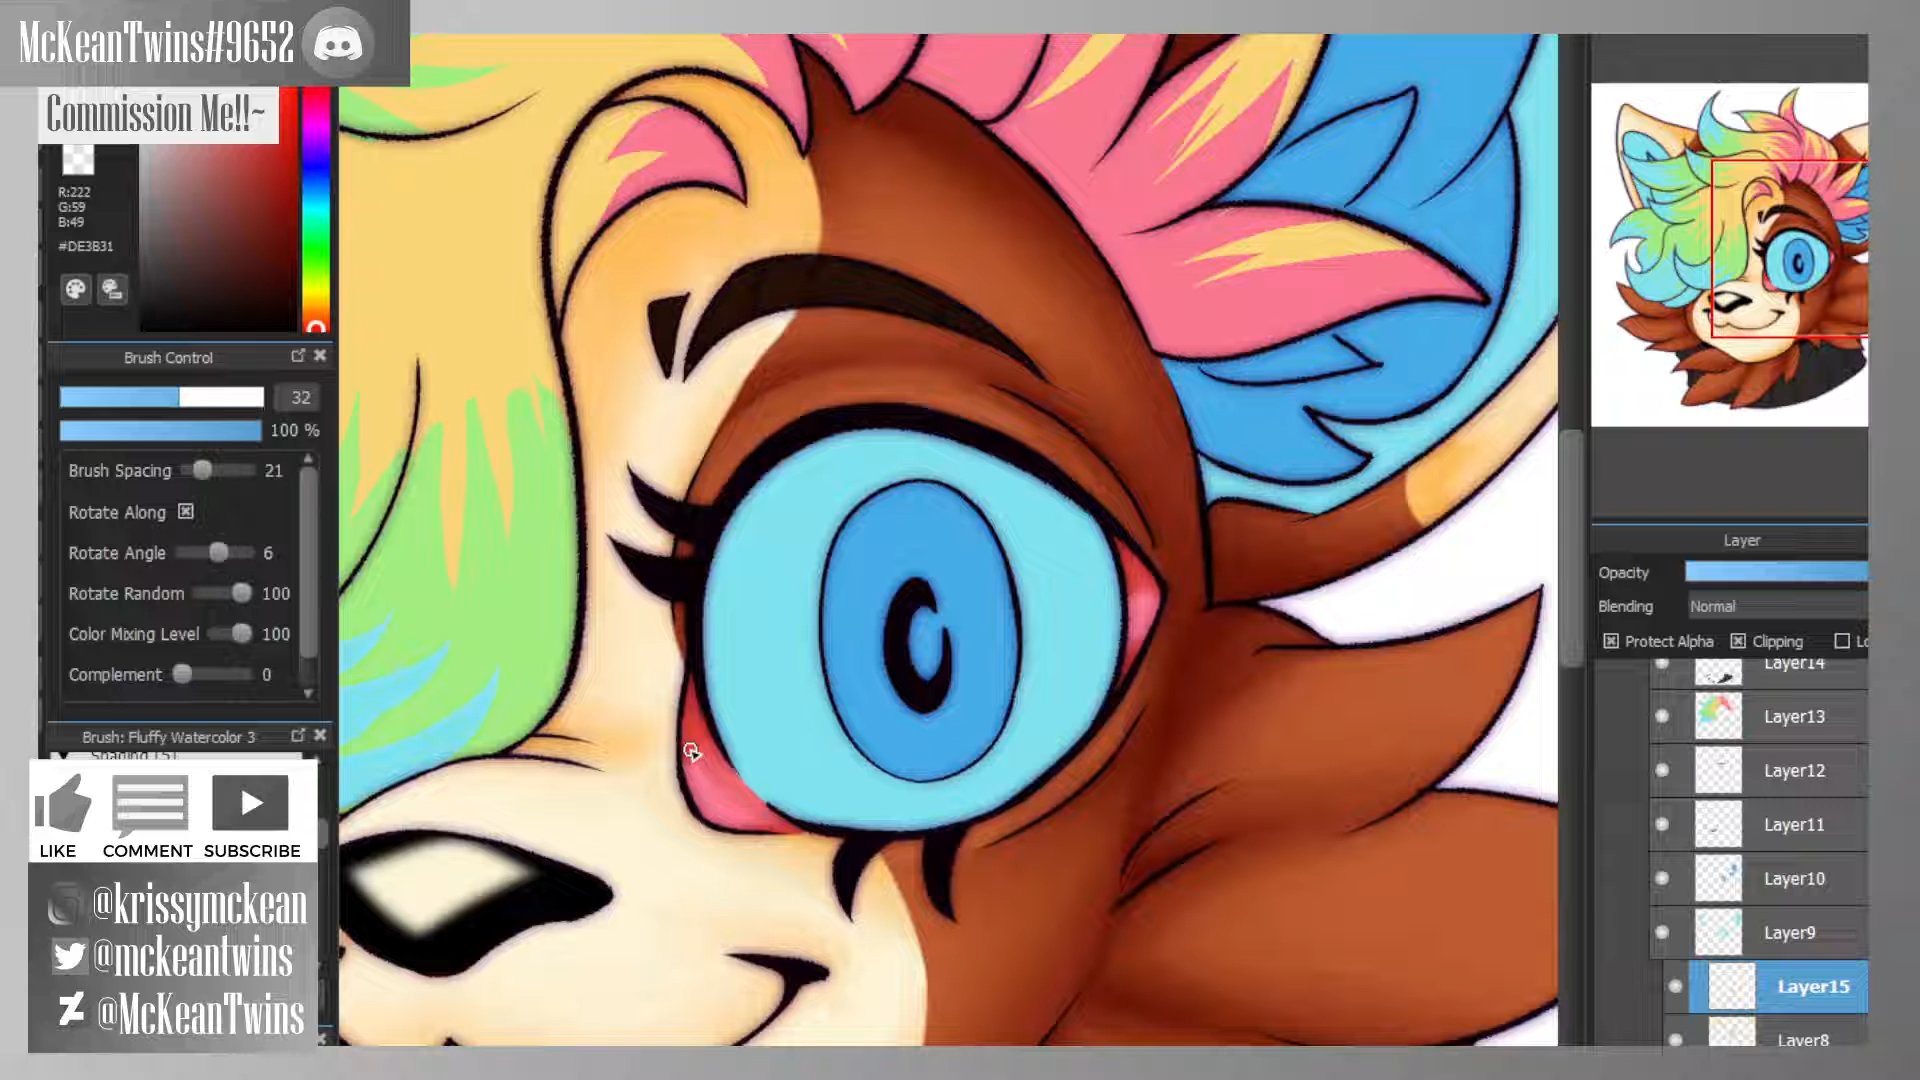 McKeanTwins#9652
Commission Me!!~
R:222
G:59
B:49
#DE3B31
Brush Control
32
100 %
Brush Spacing 21
Rotate Along
Rotate Angle 6
Rotate Random 100
Color Mixing Level 100
Complement 0
Brush: Fluffy Watercolor 3
LIKE COMMENT SUBSCRIBE
@krissymckean
@mckeantwins
@McKeanTwins
Layer
Opacity
Blending Normal
Protect Alpha Clipping Lo
Layer14
Layer13
Layer12
Layer11
Layer10
Layer9
Layer15
Layer8